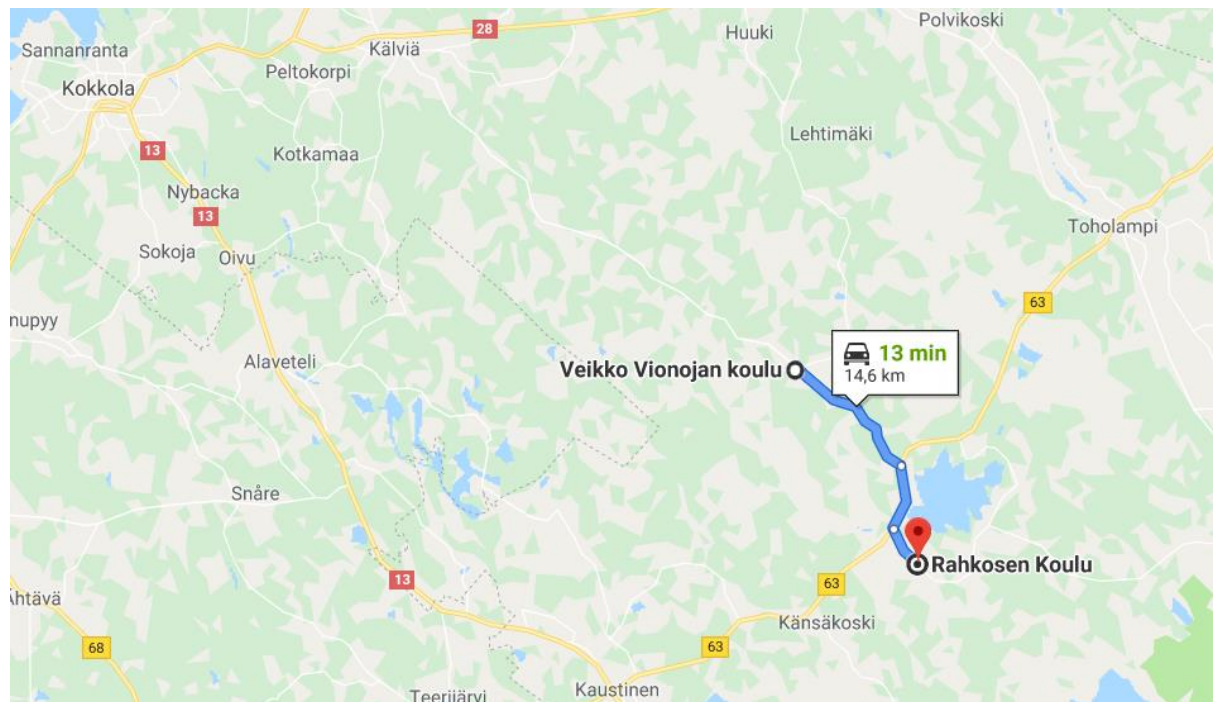 Polvikoski
28
Huuki
Sannanranta
Kälviä
Peltokorpi
Kokkola
Lehtimäki
13
Kotkamaa
Nybacka
13
Toholampi
Sokoja
Oivu
63
nupyy
13 min
Alaveteli
Veikko Vionojan koulu
14,6 km
Snåre
Rahkosen Koulu
13
63
Ähtävä
Känsäkoski
68
63
Kaustinen
Teerijärvi